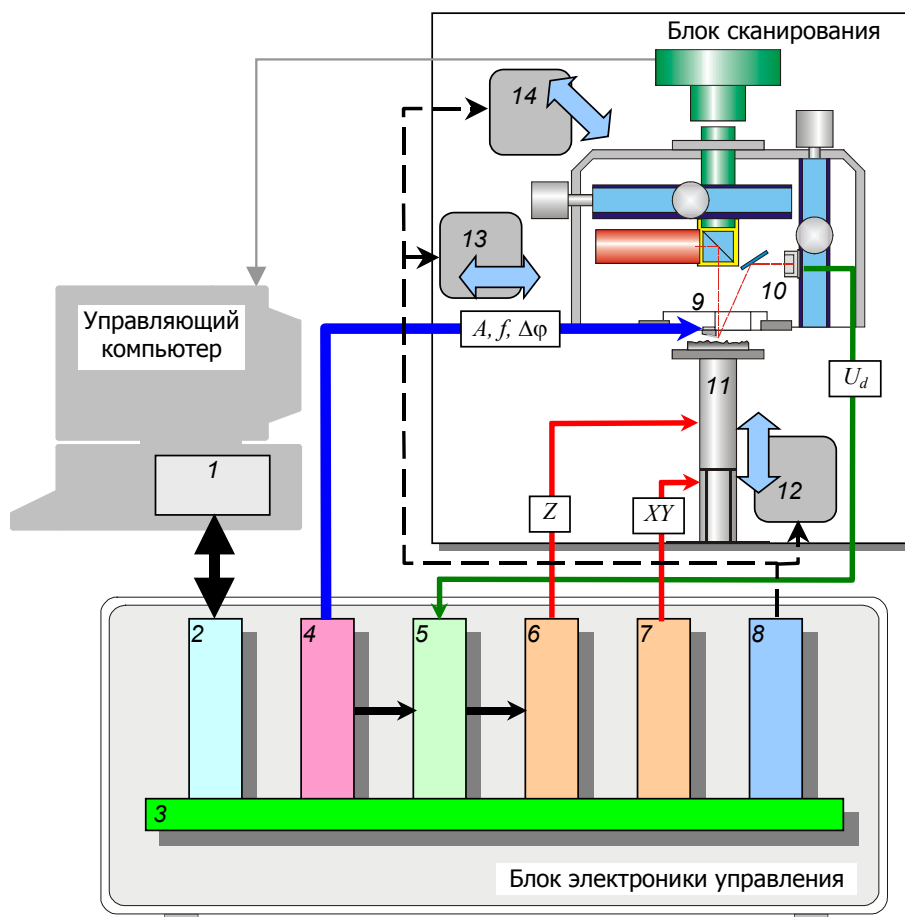 Блок сканирования
14
13
9
10
Управляющий
компьютер
A, f, Δφ
11
U_d
1
12
Z
XY
2
4
5
6
7
8
3
Блок электроники управления